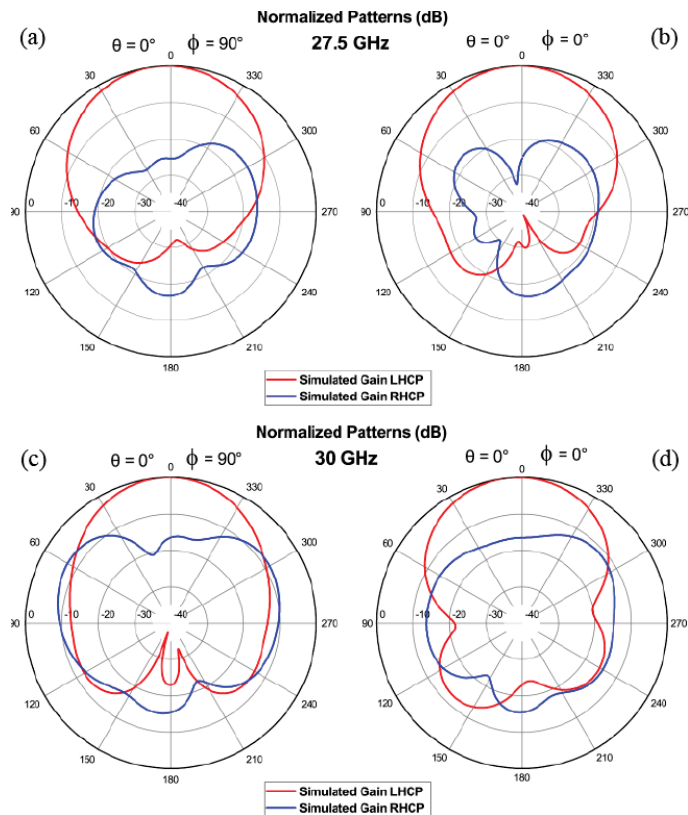 Normalized Patterns (dB)
(a) θ = 0° ϕ = 90° 27.5 GHz θ = 0° ϕ = 0° (b)
0 0
30 330 30 330
60 300 60 300
0 -10 -20 -30 -40 0 -10 -20 -30 -40
90 270 90 270
120 240 120 240
150 210 150 210
180 180
Simulated Gain LHCP
Simulated Gain RHCP
Normalized Patterns (dB)
(c) θ = 0° ϕ = 90° 30 GHz θ = 0° ϕ = 0° (d)
0 0
30 330 30 330
60 300 60 300
0 -10 -20 -30 -40 0 -10 -20 -30 -40
90 270 90 270
120 240 120 240
150 210 150 210
180 180
Simulated Gain LHCP
Simulated Gain RHCP